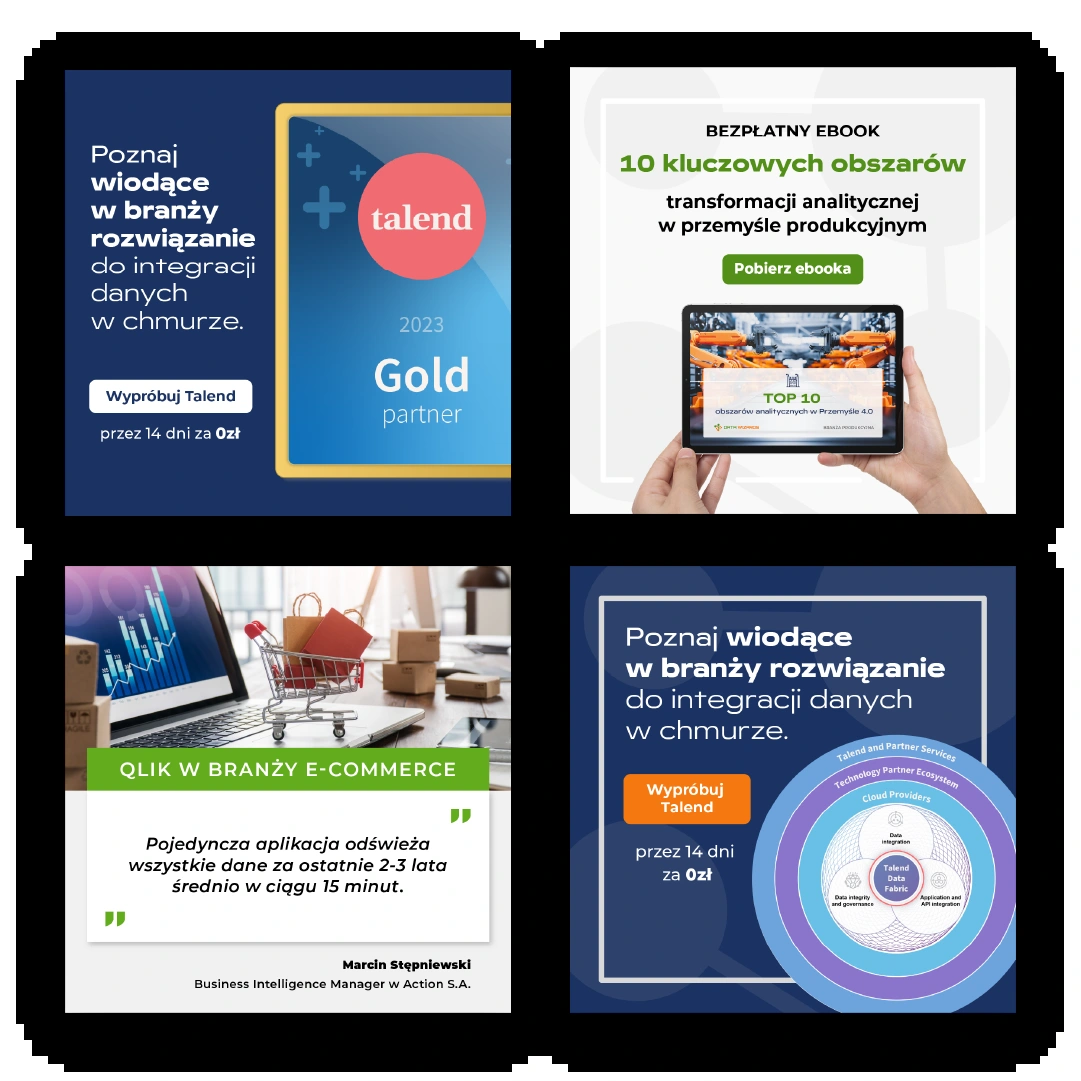 Poznaj
wiodące
w branży
rozwiązanie
do integracji
danych
w chmurze.
Wypróbuj Talend
przez 14 dni za 0zł
talend
2023
Gold
partner
BEZPŁATNY EBOOK
10 kluczowych obszarów
transformacji analitycznej
w przemyśle produkcyjnym
Pobierz ebooka
TOP 10
obszarów analitycznych w Przemyśle 4.0
BRANŻA PRODUKCYJNA
QLIK W BRANŻY E-COMMERCE
Pojedyncza aplikacja odświeża
wszystkie dane za ostatnie 2-3 lata
średnio w ciągu 15 minut.
Marcin Stępniewski
Business Intelligence Manager w Action S.A.
Poznaj wiodące
w branży rozwiązanie
do integracji danych
w chmurze.
Wypróbuj
Talend
przez 14 dni
za 0zł
Talend and Partner Services
Technology Partner Ecosystem
Cloud Providers
Data
integration
Talend
Data
Fabric
Data integrity
and governance
Application and
API integration